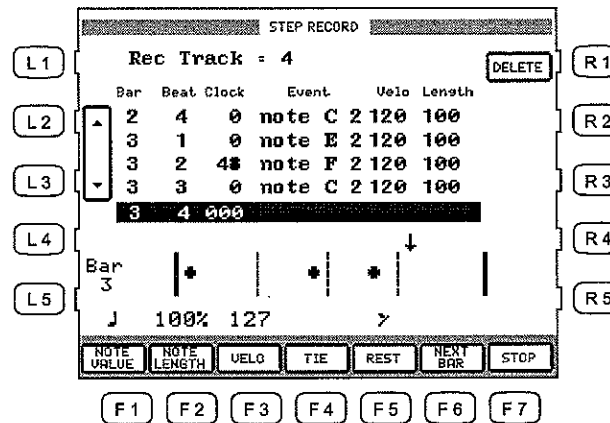 STEP RECORD
L1 Rec Track = 4 DELETE R1
Bar Beat Clock Event Velo Length
L2 2 4 0 note C 2 120 100 R2
3 1 0 note E 2 120 100
3 2 48 note F 2 120 100
L3 3 3 0 note C 2 120 100 R3
3 4 000
L4 R4
Bar
3
L5 R5
100% 127
NOTE VALUE NOTE LENGTH VELO TIE REST NEXT BAR STOP
F1 F2 F3 F4 F5 F6 F7